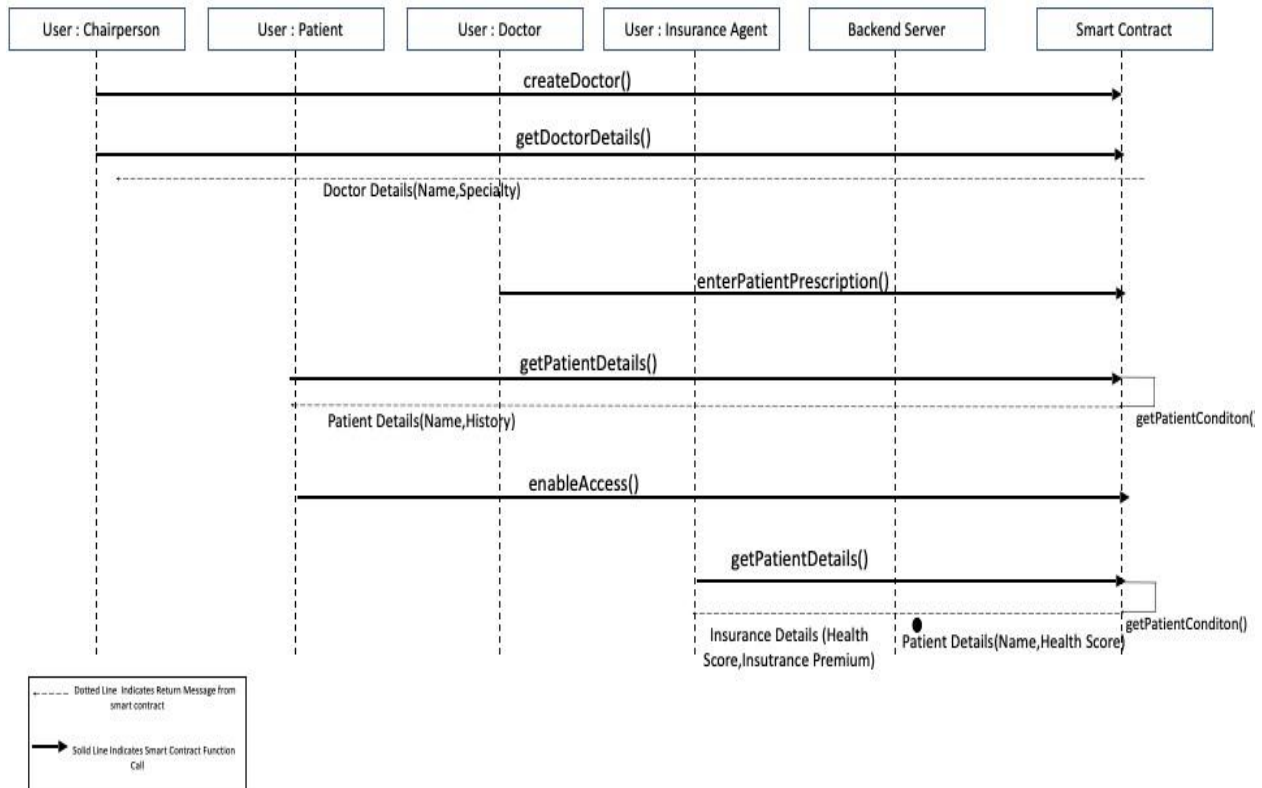 User : Chairperson
User : Patient
User : Doctor
User : Insurance Agent
Backend Server
Smart Contract
createDoctor()
getDoctorDetails()
Doctor Details(Name,Specialty)
enterPatientPrescription()
getPatientDetails()
Patient Details(Name,History)
getPatientConditon()
enableAccess()
getPatientDetails()
getPatientConditon()
Insurance Details (Health
Score,Insutrance Premium)
Patient Details(Name,Health Score)
Dotted Line Indicates Return Message from
smart contract
Solid Line Indicates Smart Contract Function
Call